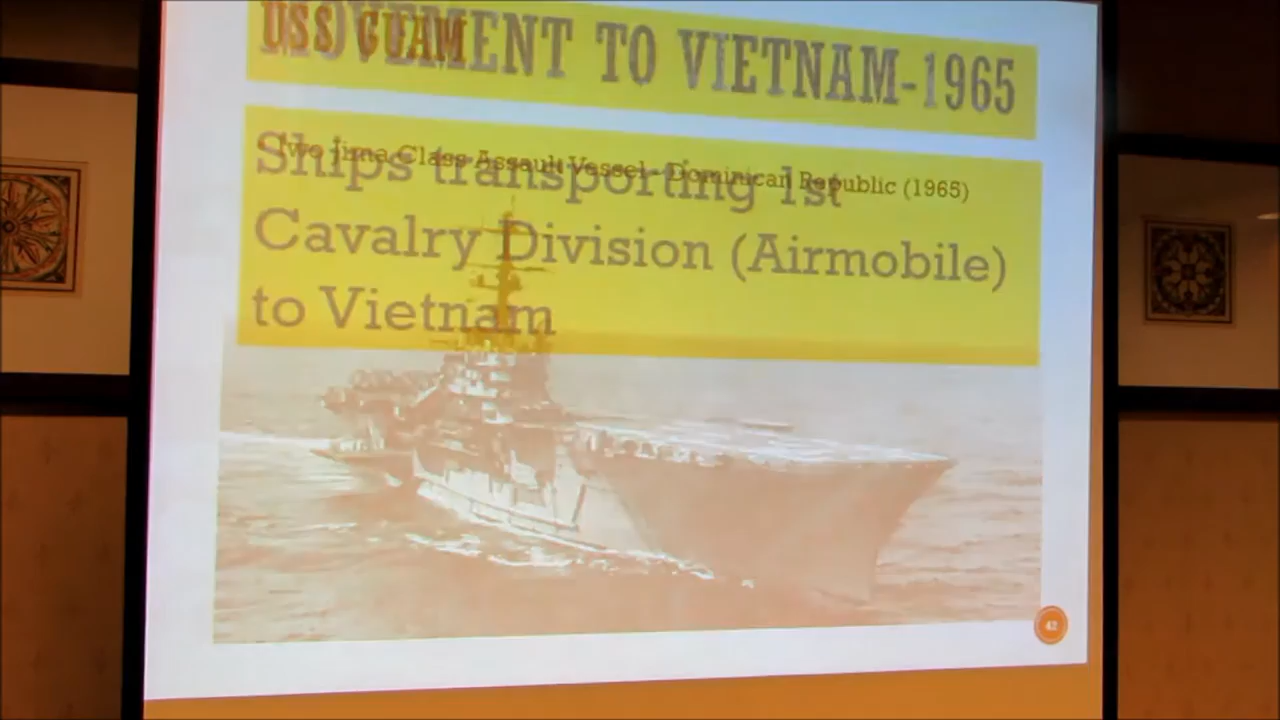 USS GUAM
MOVEMENT TO VIETNAM-1965
Iwo Jima Class Assault Vessel - Dominican Republic (1965)
Ships transporting 1st
Cavalry Division (Airmobile)
to Vietnam
42